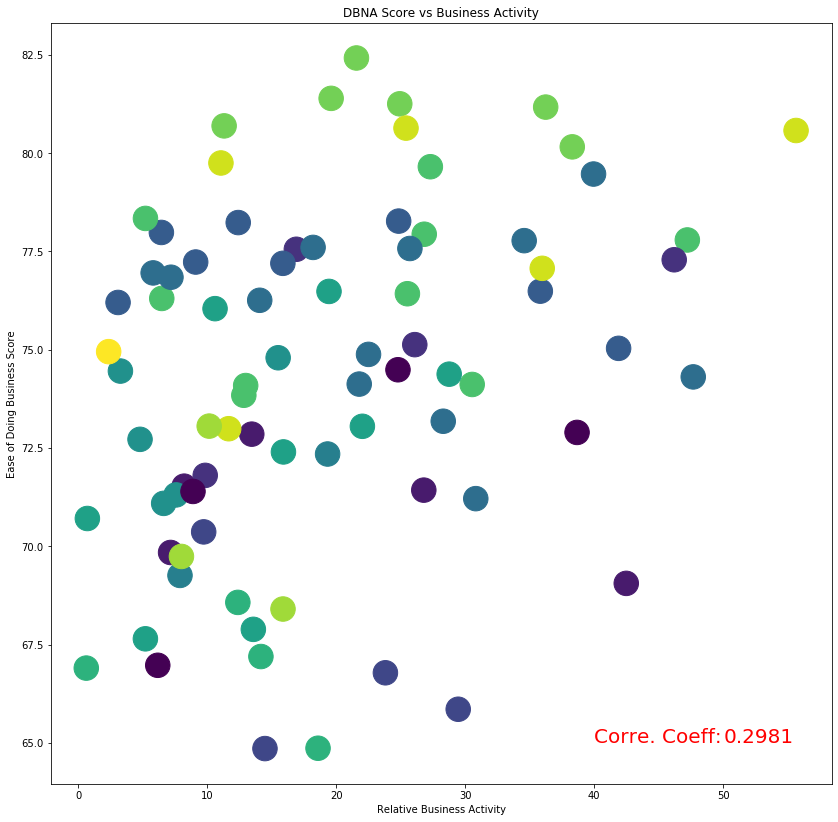 DBNA Score vs Business Activity
82.5
80.0
77.5
75.0
72.5
70.0
67.5
65.0
Ease of Doing Business Score
Corre. Coeff: 0.2981
0 10 20 30 40 50
Relative Business Activity